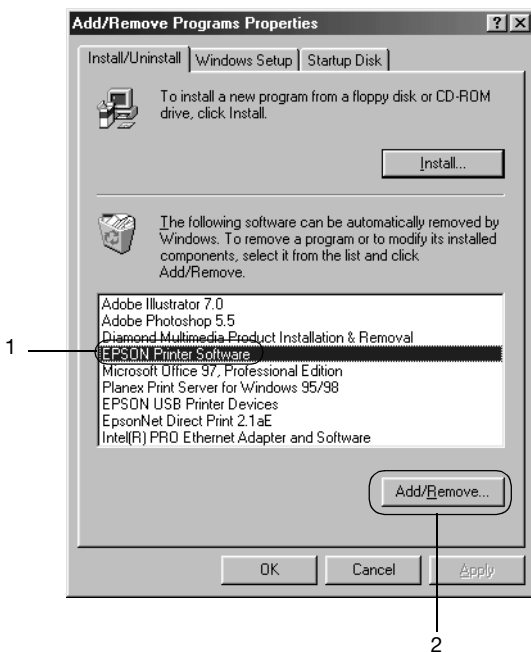 Add/Remove Programs Properties
Install/Uninstall Windows Setup Startup Disk
To install a new program from a floppy disk or CD-ROM
drive, click Install.
Install...
The following software can be automatically removed by
Windows. To remove a program or to modify its installed
components, select it from the list and click
Add/Remove.
Adobe Illustrator 7.0
Adobe Photoshop 5.5
Diamond Multimedia Product Installation & Removal
1
EPSON Printer Software
Microsoft Office 97, Professional Edition
Planex Print Server for Windows 95/98
EPSON USB Printer Devices
EpsonNet Direct Print 2.1aE
Intel(R) PRO Ethernet Adapter and Software
Add/Remove...
OK Cancel Apply
2